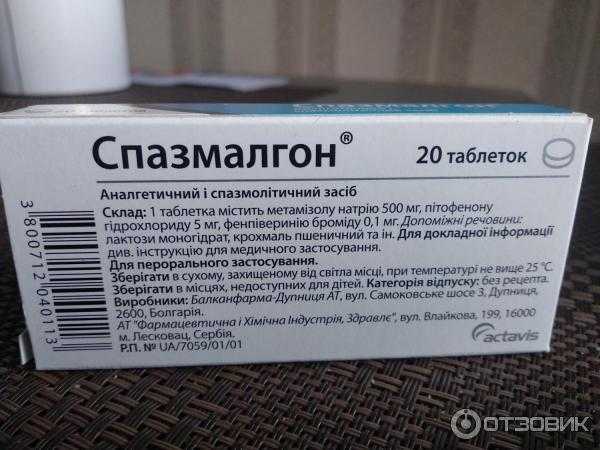 Спазмалгон®
20 таблеток
Аналгетичний і спазмолітичний засіб
Склад: 1 таблетка містить метамізолу натрію 500 мг, пітофенону
гідрохлориду 5 мг, фенпіверинію броміду 0,1 мг. Допоміжні речовини:
лактози моногідрат, крохмаль пшеничний та ін. Для докладної інформації
див. інструкцію для медичного застосування.
Для перорального застосування.
Зберігати в сухому, захищеному від світла місці, при температурі не вище 25 °C.
Зберігати в місцях, недоступних для дітей. Категорія відпуску: без рецепта.
Виробники: Балканфарма-Дупниця АТ, вул. Самоковське шосе 3, Дупниця,
2600, Болгарія.
АТ "Фармацевтична і Хімічна Індустрія, Здравлє", вул. Влайкова, 199, 16000
м. Лесковац, Сербія.
Р.П. № UA/7059/01/01
actavis
3800712040113
ОТЗОВИК